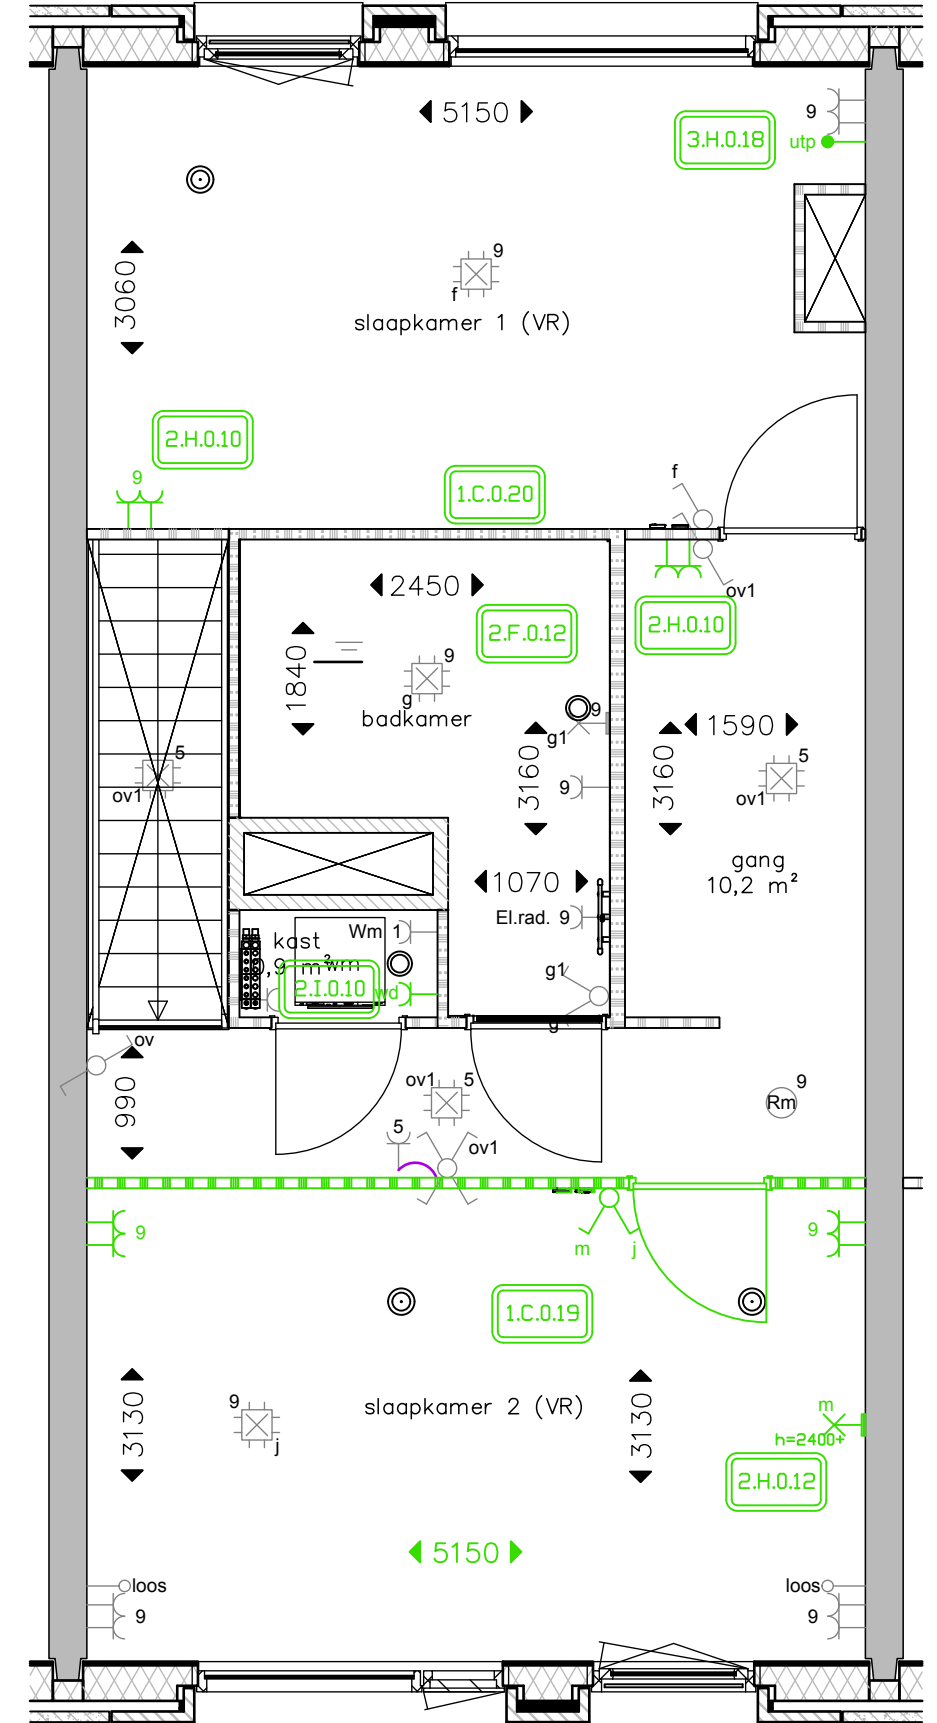 5150
9
3.H.0.18
utp
3060
9
f
slaapkamer 1 (VR)
2.H.0.10
9
1.C.0.20
f
ov1
2450
2.F.0.12
2.H.0.10
1840
9
g
badkamer
9
g1
1590
5
ov1
3160
9
3160
5
ov1
gang
10,2 m²
1070
El.rad. 9
kast
Wm 1
wm
2.I.0.10
wd
g1
g
ov
990
ov1
5
5
ov1
9
Rm
9
m
j
9
1.C.0.19
3130
9
j
slaapkamer 2 (VR)
3130
m
h=2400+
2.H.0.12
5150
loos
9
loos
9